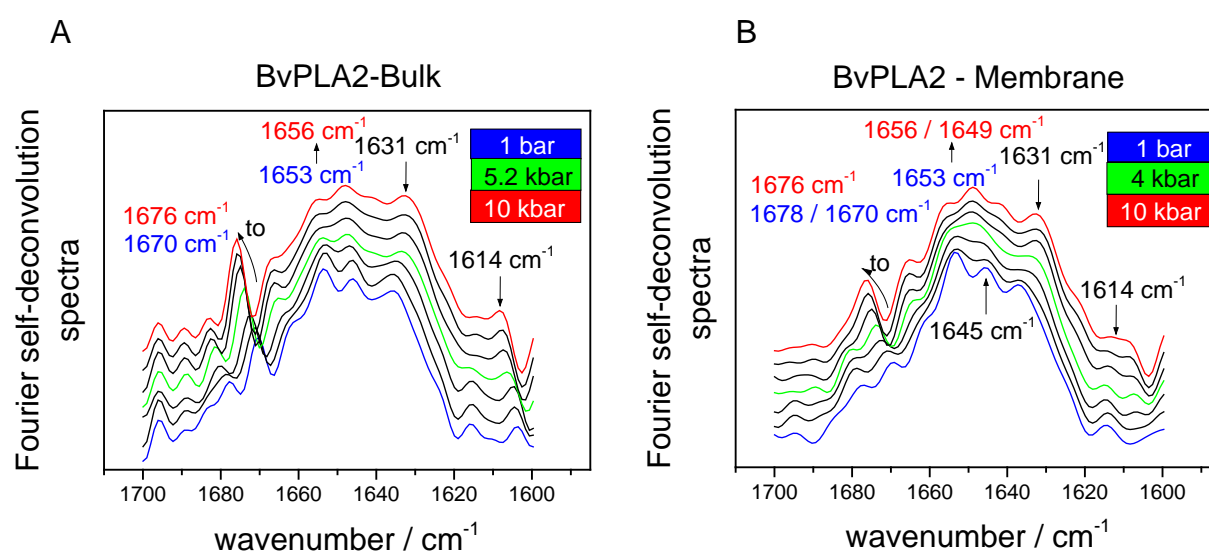 A
BvPLA2-Bulk
Fourier self-deconvolution
spectra
1656 cm-1
1631 cm-1
1653 cm-1
1 bar
5.2 kbar
10 kbar
1676 cm-1
1670 cm-1
to
1614 cm-1
1700 1680 1660 1640 1620 1600
wavenumber / cm-1
B
BvPLA2 - Membrane
Fourier self-deconvolution
spectra
1656 / 1649 cm-1
1631 cm-1
1653 cm-1
1 bar
4 kbar
10 kbar
1676 cm-1
1678 / 1670 cm-1
to
1614 cm-1
1645 cm-1
1700 1680 1660 1640 1620 1600
wavenumber / cm-1